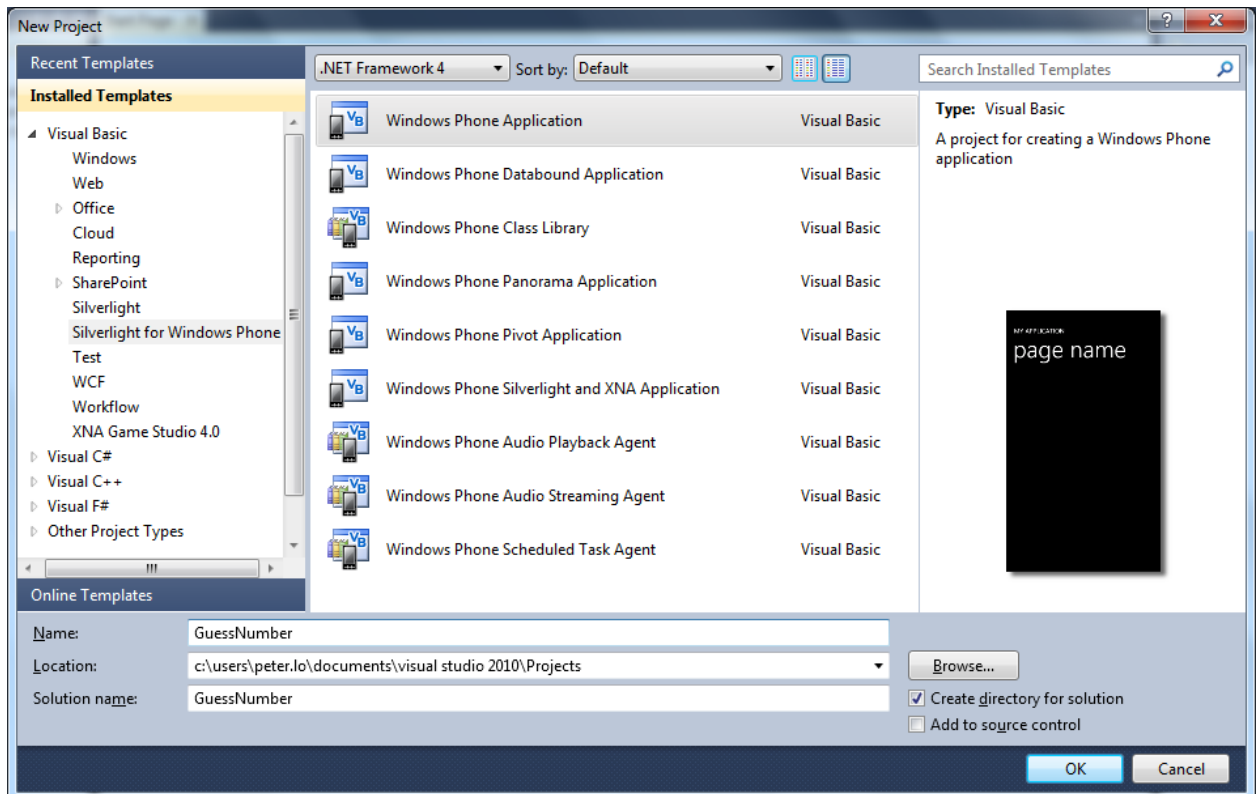 New Project
Recent Templates
Installed Templates
Visual Basic
Windows
Web
Office
Cloud
Reporting
SharePoint
Silverlight
Silverlight for Windows Phone
Test
WCF
Workflow
XNA Game Studio 4.0
Visual C#
Visual C++
Visual F#
Other Project Types
Online Templates
.NET Framework 4 Sort by: Default
Windows Phone Application Visual Basic
Windows Phone Databound Application Visual Basic
Windows Phone Class Library Visual Basic
Windows Phone Panorama Application Visual Basic
Windows Phone Pivot Application Visual Basic
Windows Phone Silverlight and XNA Application Visual Basic
Windows Phone Audio Playback Agent Visual Basic
Windows Phone Audio Streaming Agent Visual Basic
Windows Phone Scheduled Task Agent Visual Basic
Search Installed Templates
Type: Visual Basic
A project for creating a Windows Phone
application
MY APPLICATION
page name
Name: GuessNumber
Location: c:\users\peter.lo\documents\visual studio 2010\Projects Browse...
Solution name: GuessNumber
Create directory for solution
Add to source control
OK Cancel